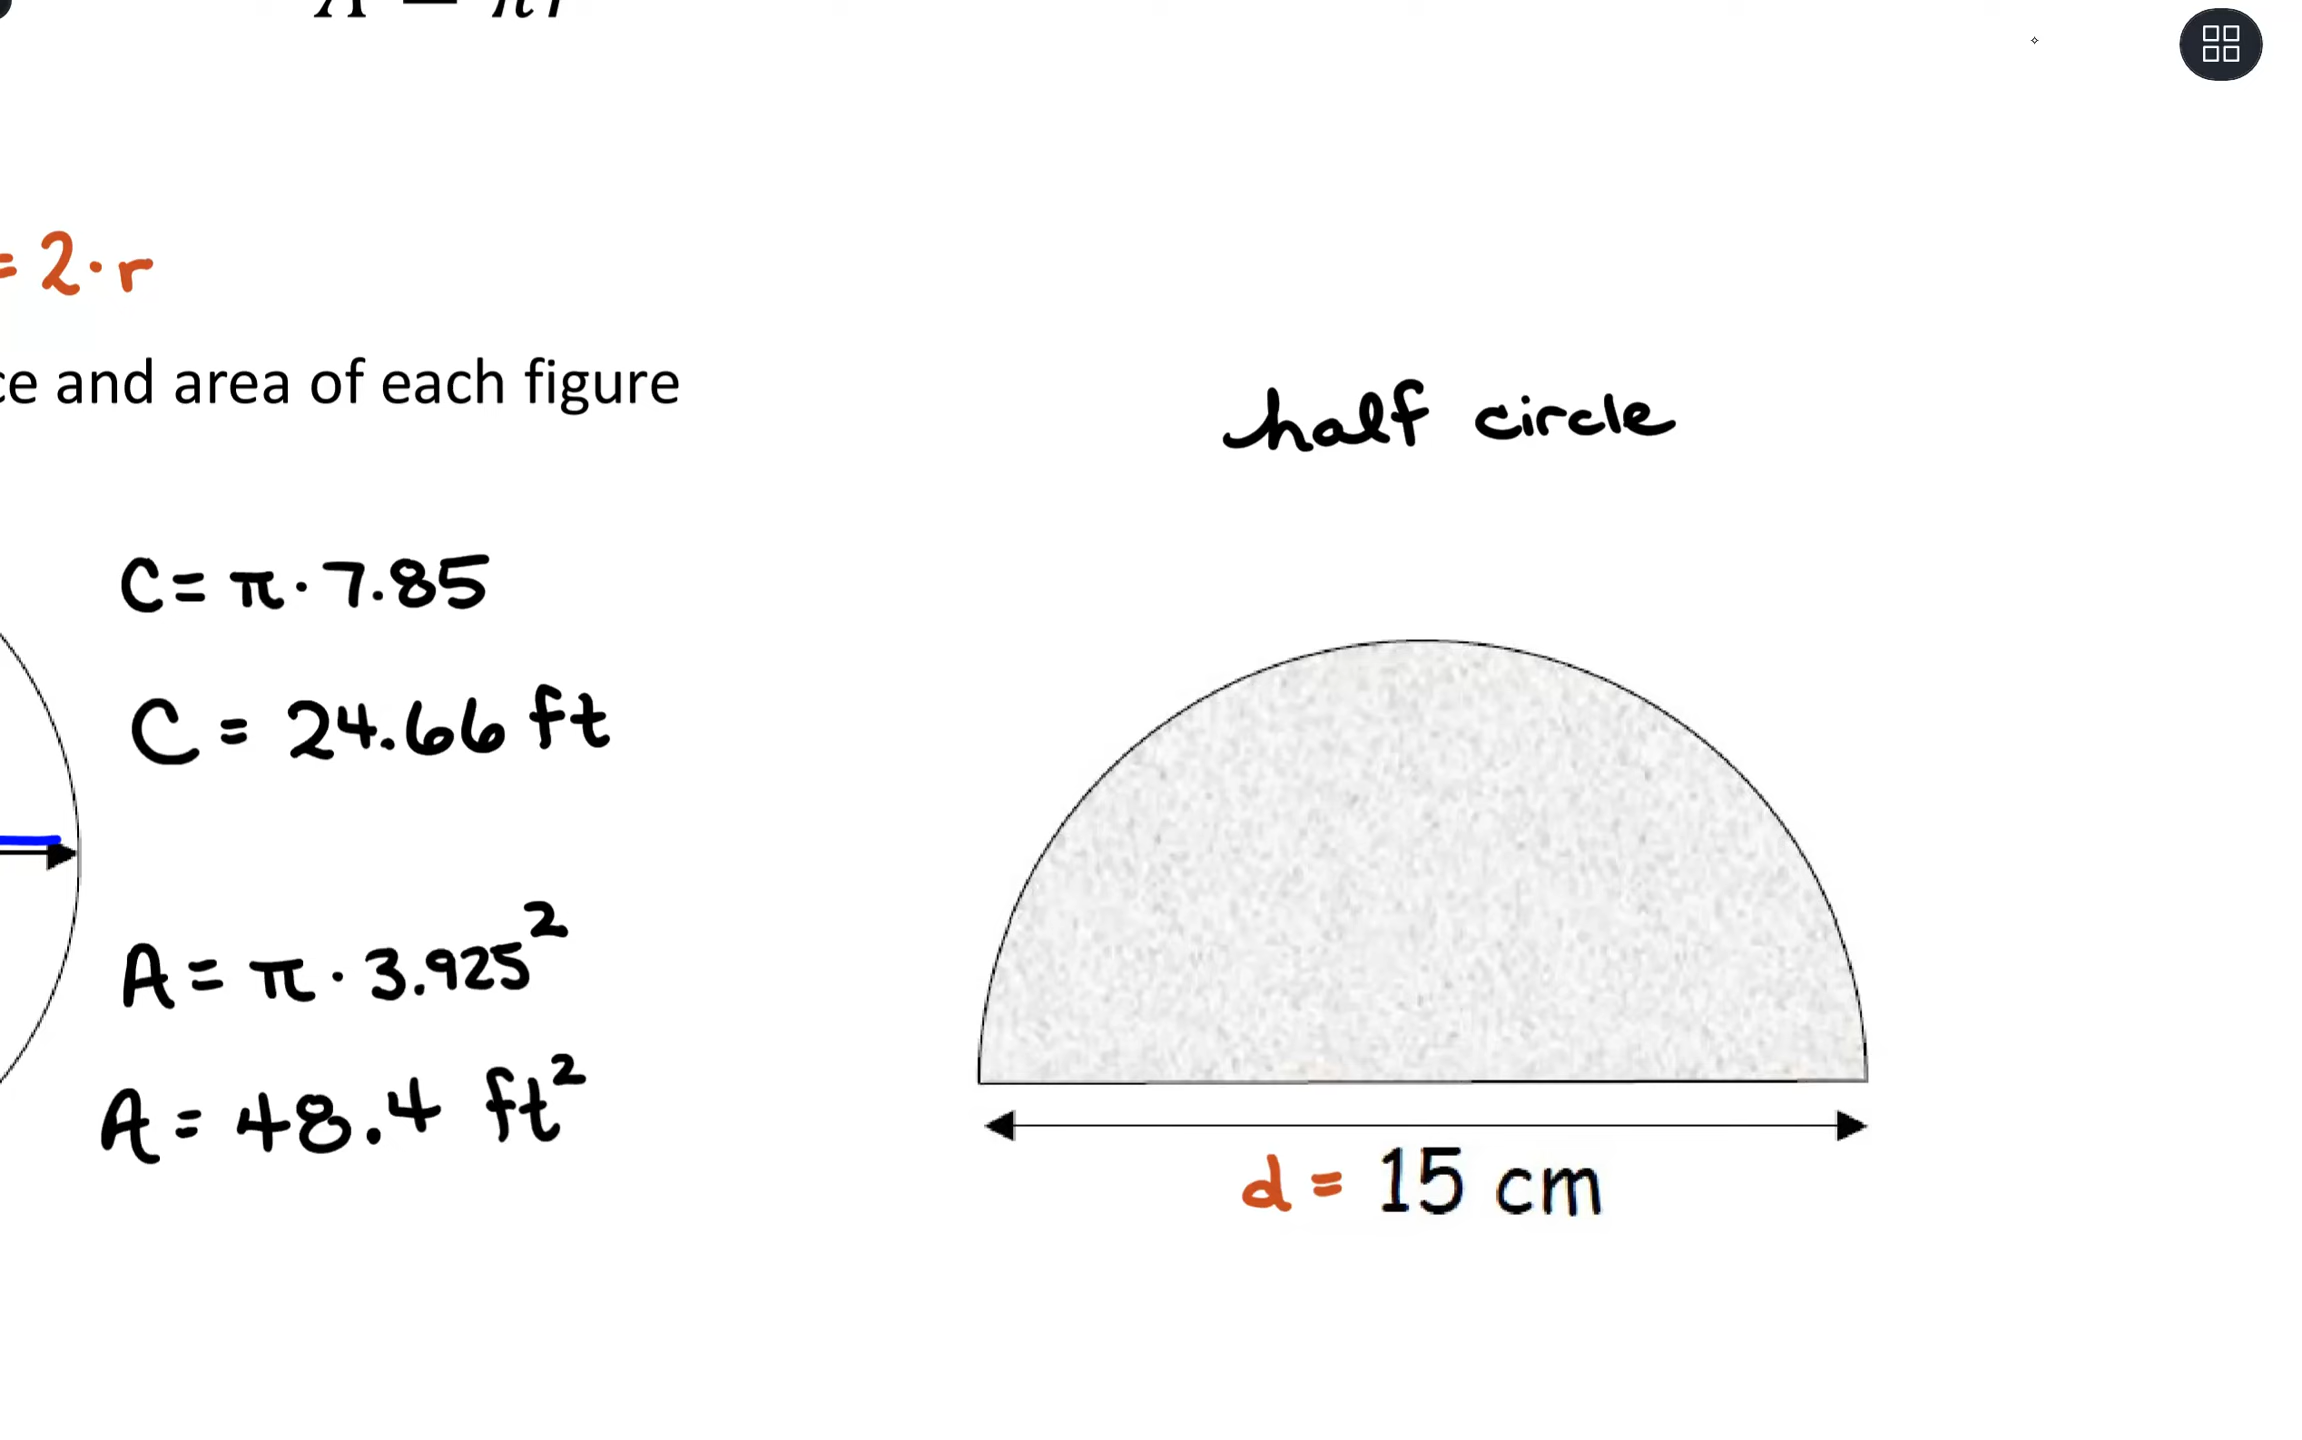 = 2·r
ce and area of each figure
half circle
C = π · 7.85
C = 24.66 ft
A = π · 3.925²
A = 48.4 ft²
d = 15 cm